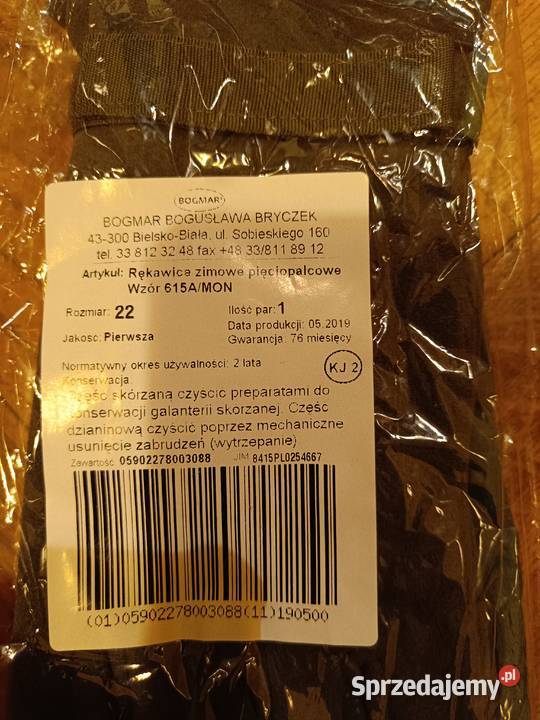 BOGMAR
BOGMAR BOGUSŁAWA BRYCZEK
43-300 Bielsko-Biała, ul. Sobieskiego 160
tel. 33 812 32 48 fax +48 33/811 89 12
Artykuł: Rękawice zimowe pięciopalcowe
Wzór 615A/MON
Rozmiar: 22 Ilość par: 1
Data produkcji: 05.2019
Jakość: Pierwsza Gwarancja: 76 miesięcy
Normatywny okres używalności: 2 lata
KJ 2
Konserwacja:
Część skórzaną czyścic preparatami do
konserwacji galanterii skorzanej. Częśc
dzianinową czyścić poprzez mechaniczne
usunięcie zabrudzeń (wytrzepanie)
Zawartość 05902278003088 JIM 8415PL0254667
(01)05902278003088(11)190500
Sprzedajemy.pl